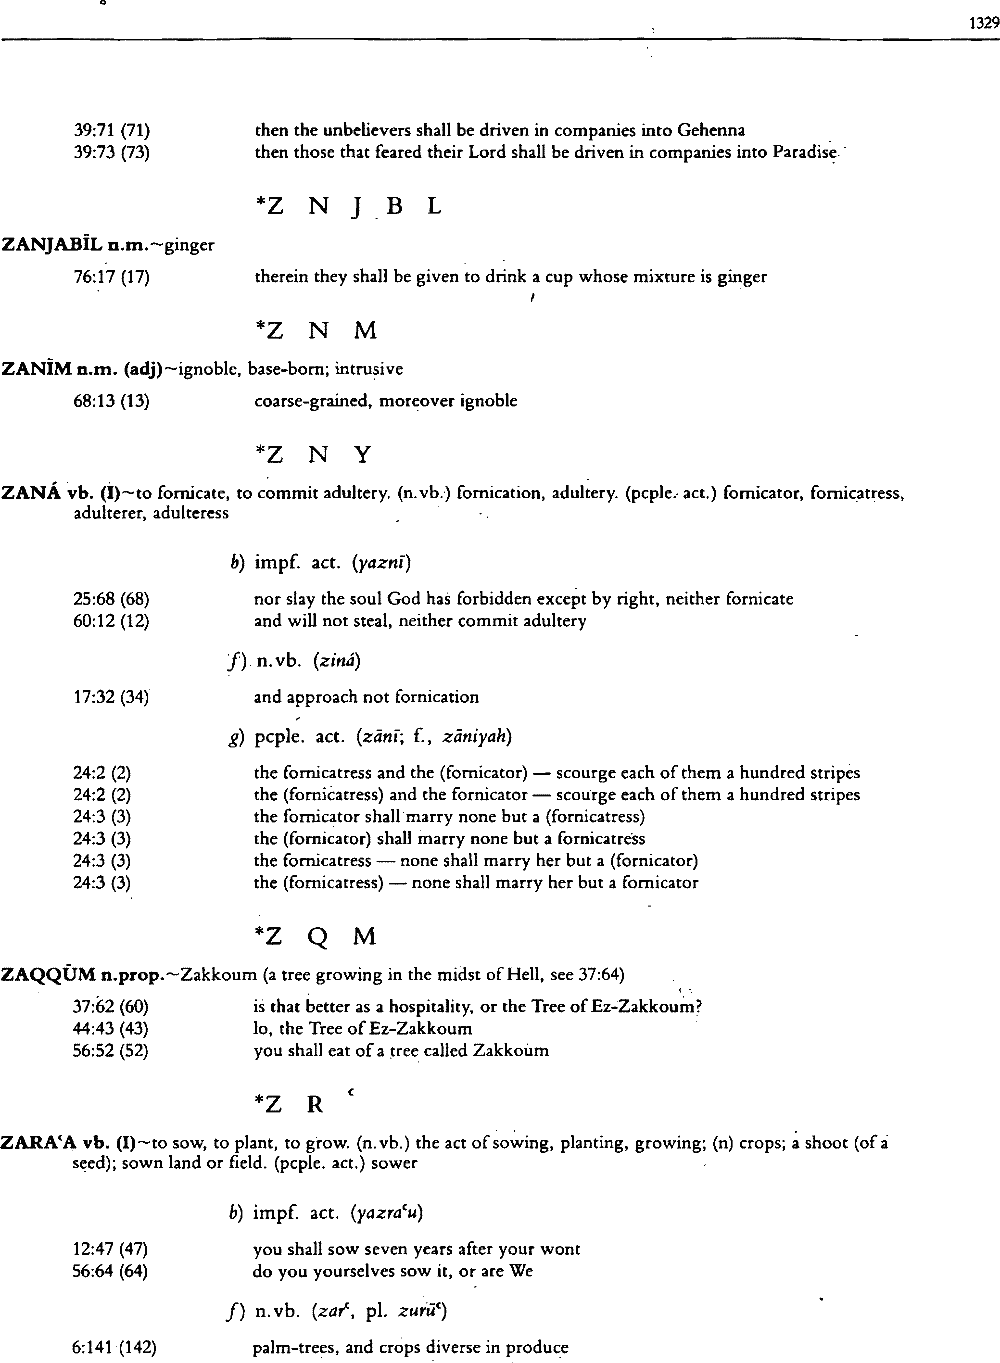 1329
39:71 (71) then the unbelievers shall be driven in companies into Gehenna
39:73 (73) then those that feared their Lord shall be driven in companies into Paradise
*Z N J B L
ZANJABĪL n.m.~ginger
76:17 (17) therein they shall be given to drink a cup whose mixture is ginger
*Z N M
ZANĪM n.m. (adj)~ignoble, base-born; intrusive
68:13 (13) coarse-grained, moreover ignoble
*Z N Y
ZANÁ vb. (I)~to fornicate, to commit adultery. (n.vb.) fornication, adultery. (pcple. act.) fornicator, fornicatress,
adulterer, adulteress
b) impf. act. (yaznī)
25:68 (68) nor slay the soul God has forbidden except by right, neither fornicate
60:12 (12) and will not steal, neither commit adultery
f) n.vb. (ziná)
17:32 (34) and approach not fornication
g) pcple. act. (zānī; f., zāniyah)
24:2 (2) the fornicatress and the (fornicator) — scourge each of them a hundred stripes
24:2 (2) the (fornicatress) and the fornicator — scourge each of them a hundred stripes
24:3 (3) the fornicator shall marry none but a (fornicatress)
24:3 (3) the (fornicator) shall marry none but a fornicatress
24:3 (3) the fornicatress — none shall marry her but a (fornicator)
24:3 (3) the (fornicatress) — none shall marry her but a fornicator
*Z Q M
ZAQQŪM n.prop.~Zakkoum (a tree growing in the midst of Hell, see 37:64)
37:62 (60) is that better as a hospitality, or the Tree of Ez-Zakkoum?
44:43 (43) lo, the Tree of Ez-Zakkoum
56:52 (52) you shall eat of a tree called Zakkoum
*Z R ʿ
ZARAʿA vb. (I)~to sow, to plant, to grow. (n.vb.) the act of sowing, planting, growing; (n) crops; a shoot (of a
seed); sown land or field. (pcple. act.) sower
b) impf. act. (yazraʿu)
12:47 (47) you shall sow seven years after your wont
56:64 (64) do you yourselves sow it, or are We
f) n.vb. (zarʿ, pl. zurūʿ)
6:141 (142) palm-trees, and crops diverse in produce